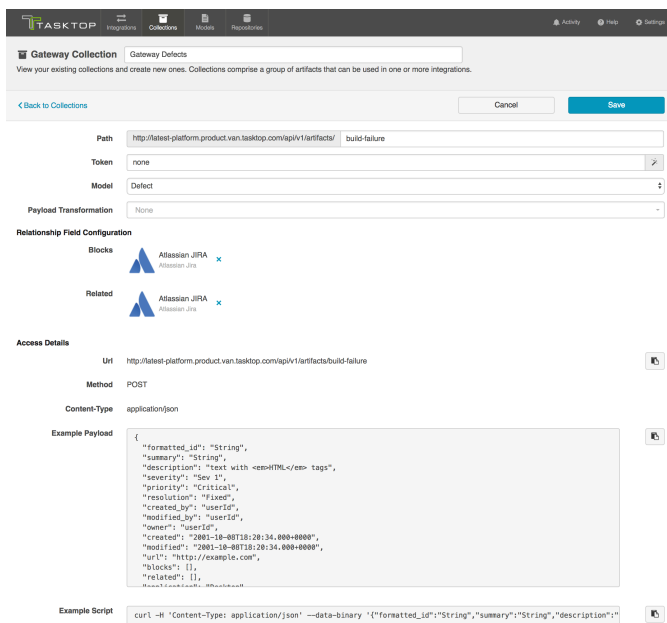 TASKTOP
Integrations
Collections
Models
Repositories
Activity
Help
Settings
Gateway Collection
Gateway Defects
View your existing collections and create new ones. Collections comprise a group of artifacts that can be used in one or more integrations.
Back to Collections
Cancel
Save
Path
http://latest-platform.product.van.tasktop.com/api/v1/artifacts/
build-failure
Token
none
Model
Defect
Payload Transformation
None
Relationship Field Configuration
Blocks
Atlassian JIRA
Atlassian Jira
Related
Atlassian JIRA
Atlassian Jira
Access Details
Url
http://latest-platform.product.van.tasktop.com/api/v1/artifacts/build-failure
Method
POST
Content-Type
application/json
Example Payload
{
"formatted_id": "String",
"summary": "String",
"description": "text with <em>HTML</em> tags",
"severity": "Sev 1",
"priority": "Critical",
"resolution": "Fixed",
"created_by": "userId",
"modified_by": "userId",
"owner": "userId",
"created": "2001-10-08T18:20:34.000+0000",
"modified": "2001-10-08T18:20:34.000+0000",
"url": "http://example.com",
"blocks": [],
"related": [],
Example Script
curl -H 'Content-Type: application/json' --data-binary '{"formatted_id":"String","summary":"String","description":"